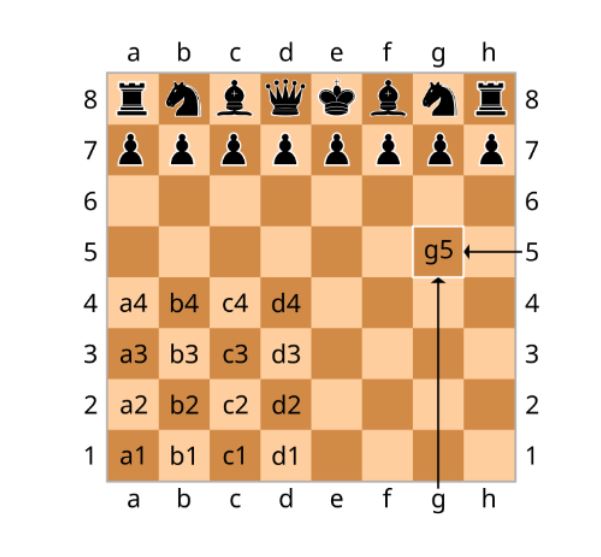 a b c d e f g h
8 8
7 7
6 6
5 g5 5
4 a4 b4 c4 d4 4
3 a3 b3 c3 d3 3
2 a2 b2 c2 d2 2
1 a1 b1 c1 d1 1
a b c d e f g h